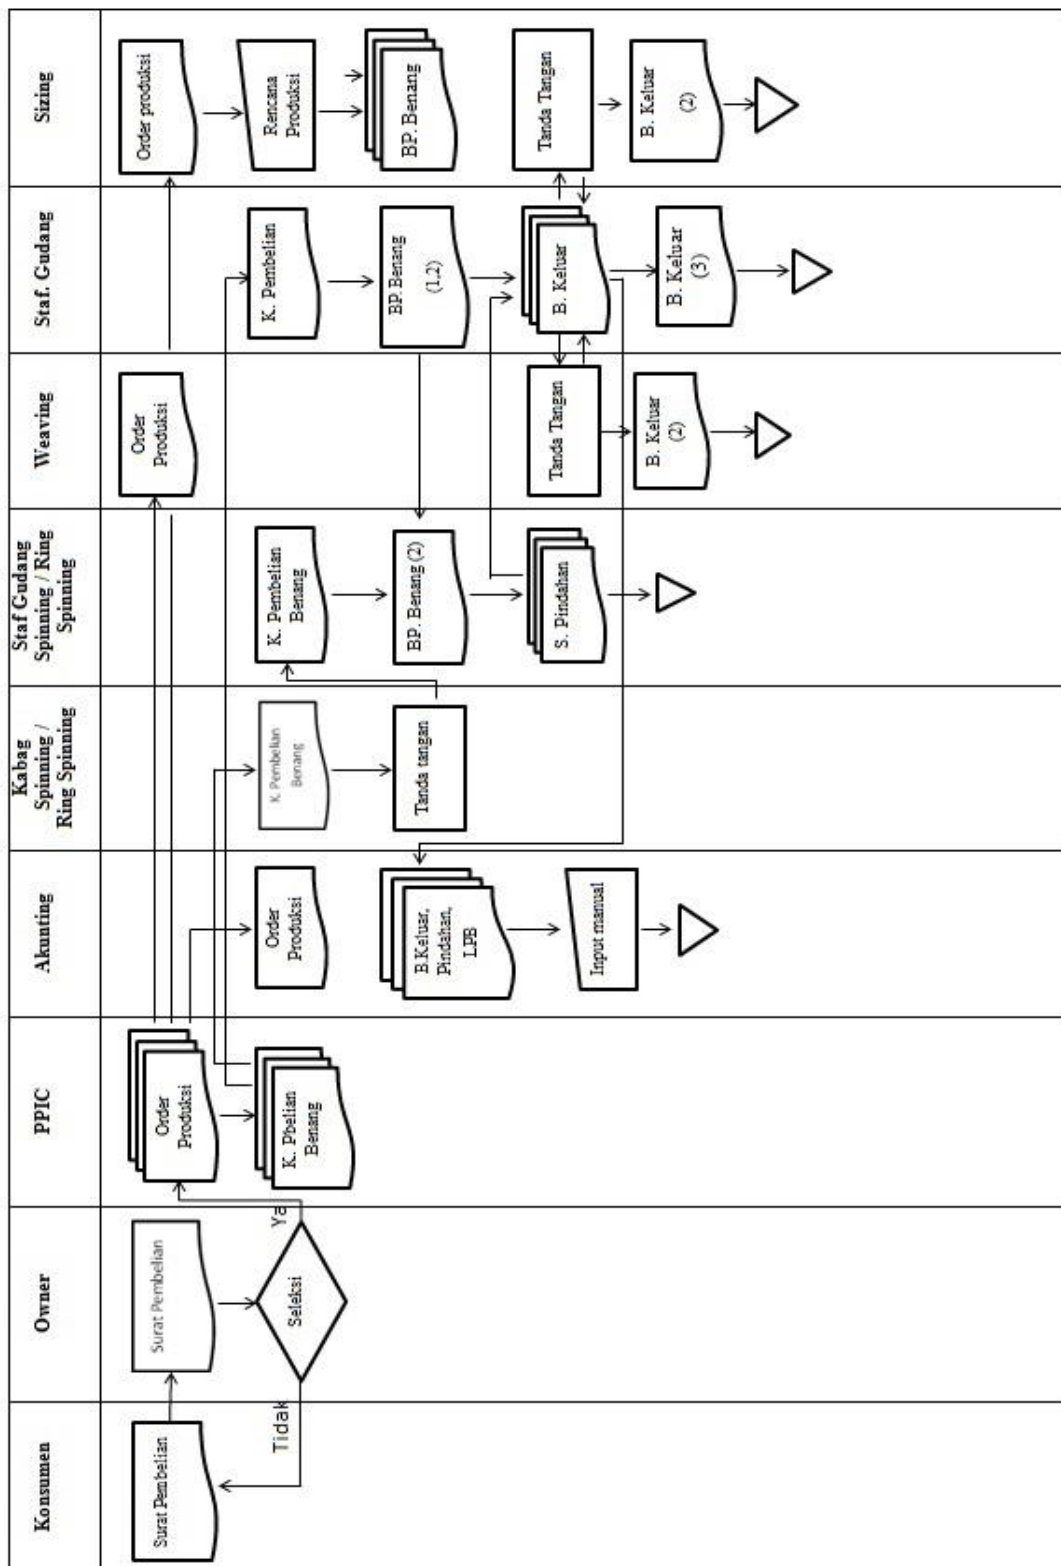 Konsumen
Owner
PPIC
Akunting
Kabag
Spinning /
Ring Spinning
Staf Gudang
Spinning / Ring
Spinning
Weaving
Staf. Gudang
Sizing
Surat Pembelian
Tidak
Surat Pembelian
Seleksi
Ya
Order
Produksi
K. Pbelian
Benang
Order
Produksi
B.Keluar,
Pindahan,
LPB
Input manual
K. Pembelian
Benang
Tanda tangan
K. Pembelian
Benang
BP. Benang (2)
S. Pindahan
Order
Produksi
Tanda Tangan
B. Keluar
(2)
K. Pembelian
BP. Benang
(1,2)
B. Keluar
B. Keluar
(3)
Order produksi
Rencana
Produksi
BP. Benang
Tanda Tangan
B. Keluar
(2)